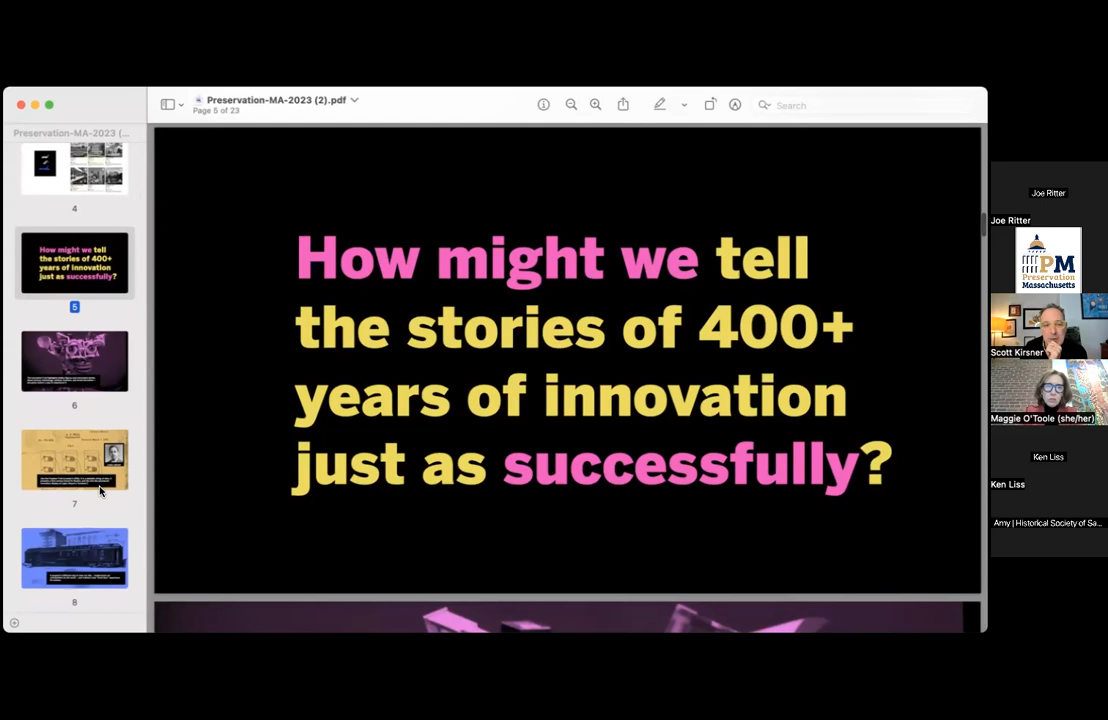 Preservation-MA-2023 (2).pdf
Page 5 of 23
Search
Preservation-MA-2023 (...
4
How might we tell
the stories of 400+
years of innovation
just as successfully?
5
6
7
8
How might we tell
the stories of 400+
years of innovation
just as successfully?
Joe Ritter
Joe Ritter
PM
Preservation
Massachusetts
Scott Kirsner
Maggie O'Toole (she/her)
Ken Liss
Ken Liss
Amy | Historical Society of Sa...